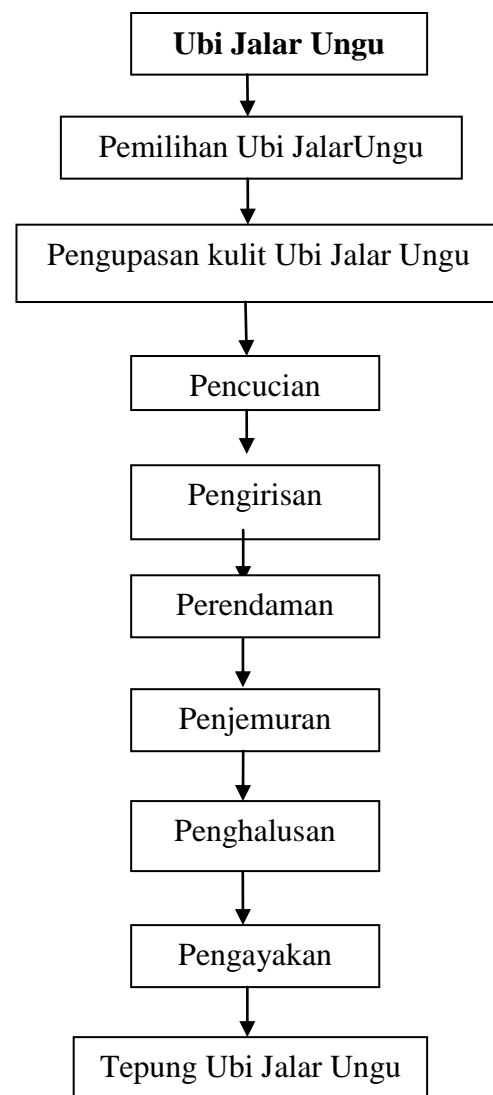 Ubi Jalar Ungu
Pemilihan Ubi JalarUngu
Pengupasan kulit Ubi Jalar Ungu
Pencucian
Pengirisan
Perendaman
Penjemuran
Penghalusan
Pengayakan
Tepung Ubi Jalar Ungu